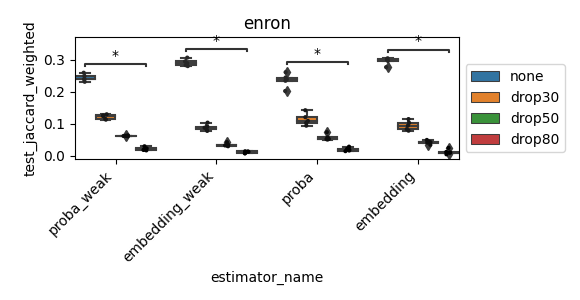 enron
test_jaccard_weighted
0.3
0.2
0.1
0.0
*
*
*
*
proba_weak
embedding_weak
proba
embedding
estimator_name
none
drop30
drop50
drop80